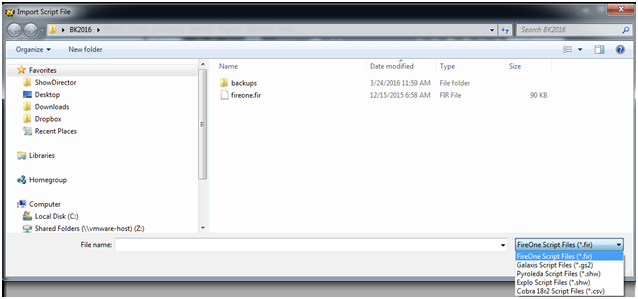 Import Script File
BK2016
Search BK2016
Organize
New folder
Favorites
ShowDirector
Desktop
Downloads
Dropbox
Recent Places
Libraries
Homegroup
Computer
Local Disk (C:)
Shared Folders (\\vmware-host) (Z:)
Name Date modified Type Size
backups 3/24/2016 11:59 AM File folder
fireone.fir 12/15/2015 6:58 AM FIR File 90 KB
File name:
FireOne Script Files (*.fir)
FireOne Script Files (*.fir)
Galaxis Script Files (*.gs2)
Pyroleda Script Files (*.shw)
Explo Script Files (*.shw)
Cobra 18r2 Script Files (*.csv)